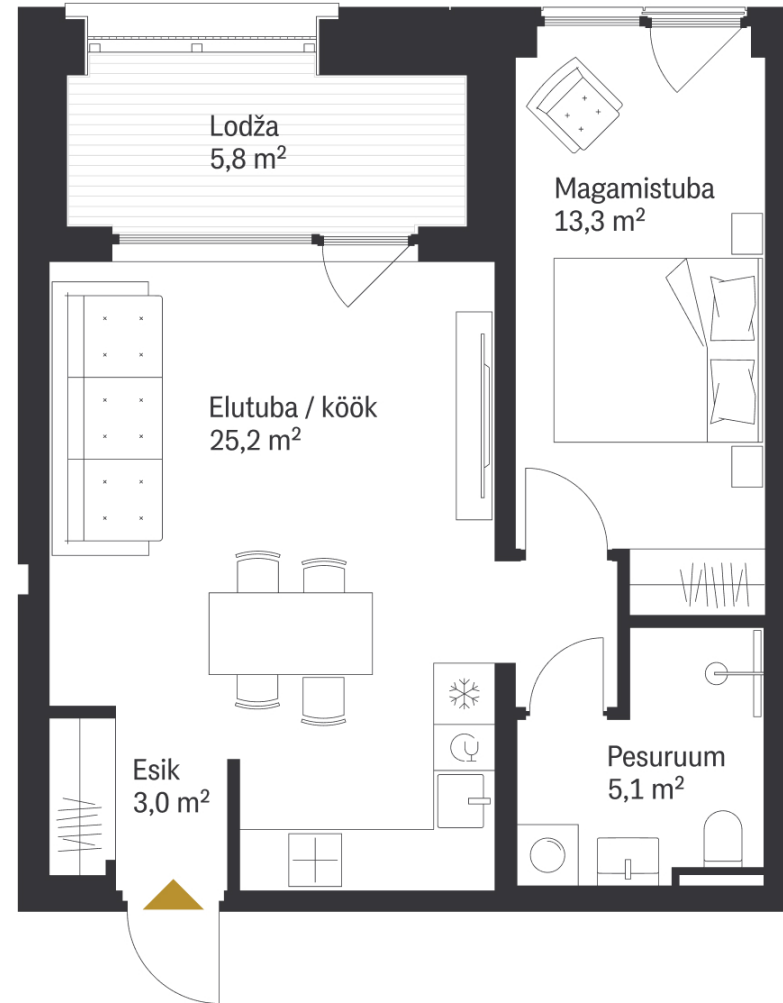 Lodža
5,8 m²
Magamistuba
13,3 m²
Elutuba / köök
25,2 m²
Esik
3,0 m²
Pesuruum
5,1 m²